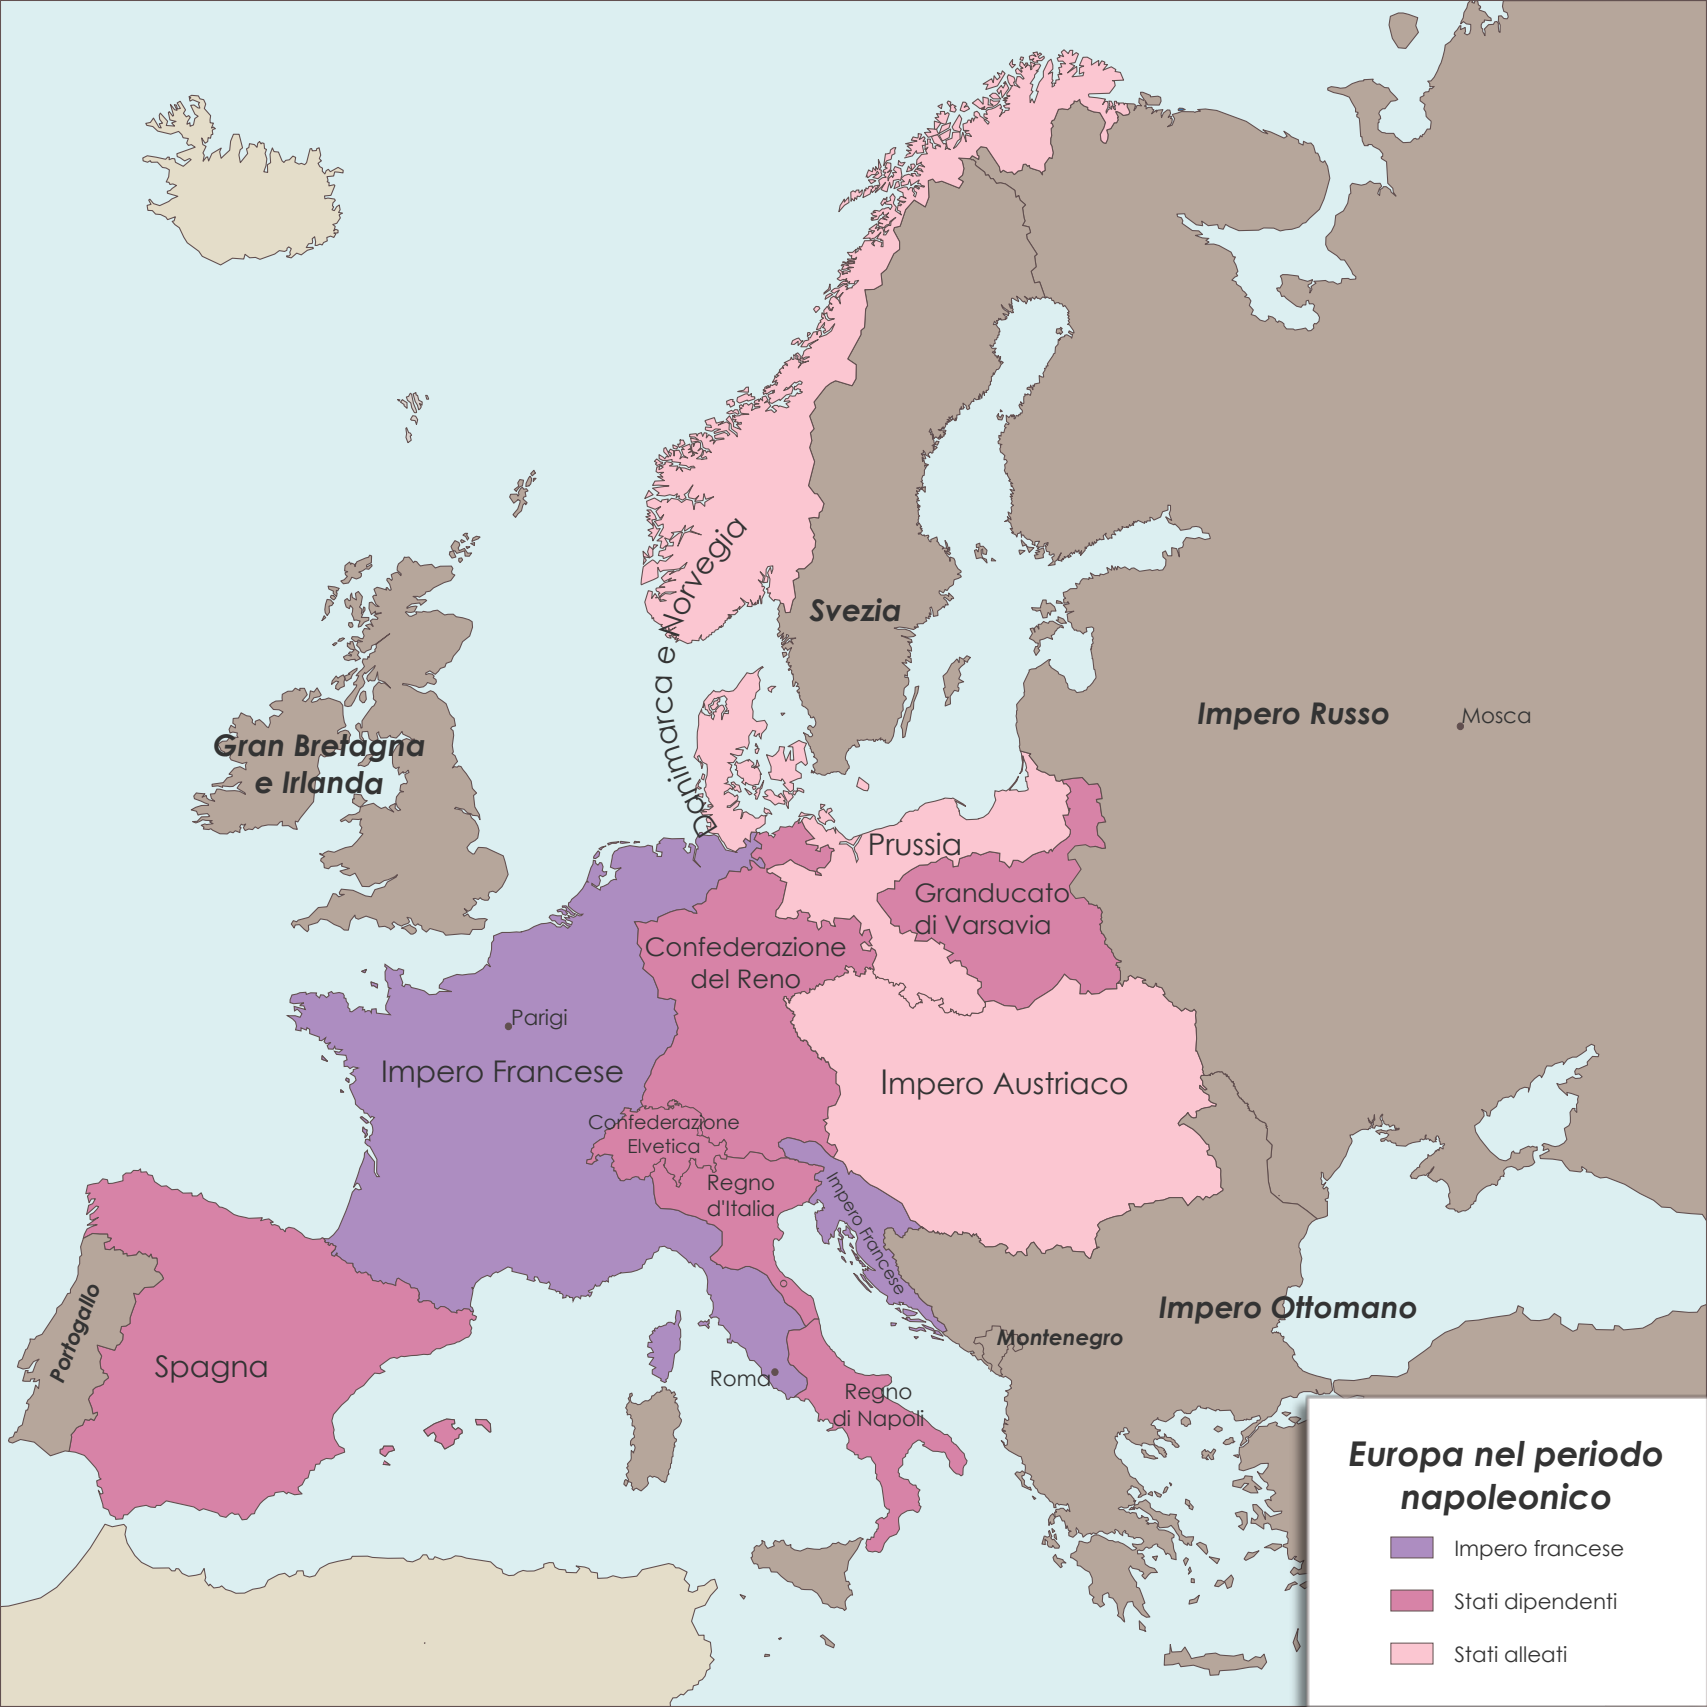 Danimarca e Norvegia
Svezia
Impero Russo
Mosca
Gran Bretagna
e Irlanda
Prussia
Granducato
di Varsavia
Confederazione
del Reno
Parigi
Impero Francese
Impero Austriaco
Confederazione
Elvetica
Regno
d'Italia
Impero Francese
Portogallo
Spagna
Impero Ottomano
Montenegro
Roma
Regno
di Napoli
Europa nel periodo
napoleonico
Impero francese
Stati dipendenti
Stati alleati